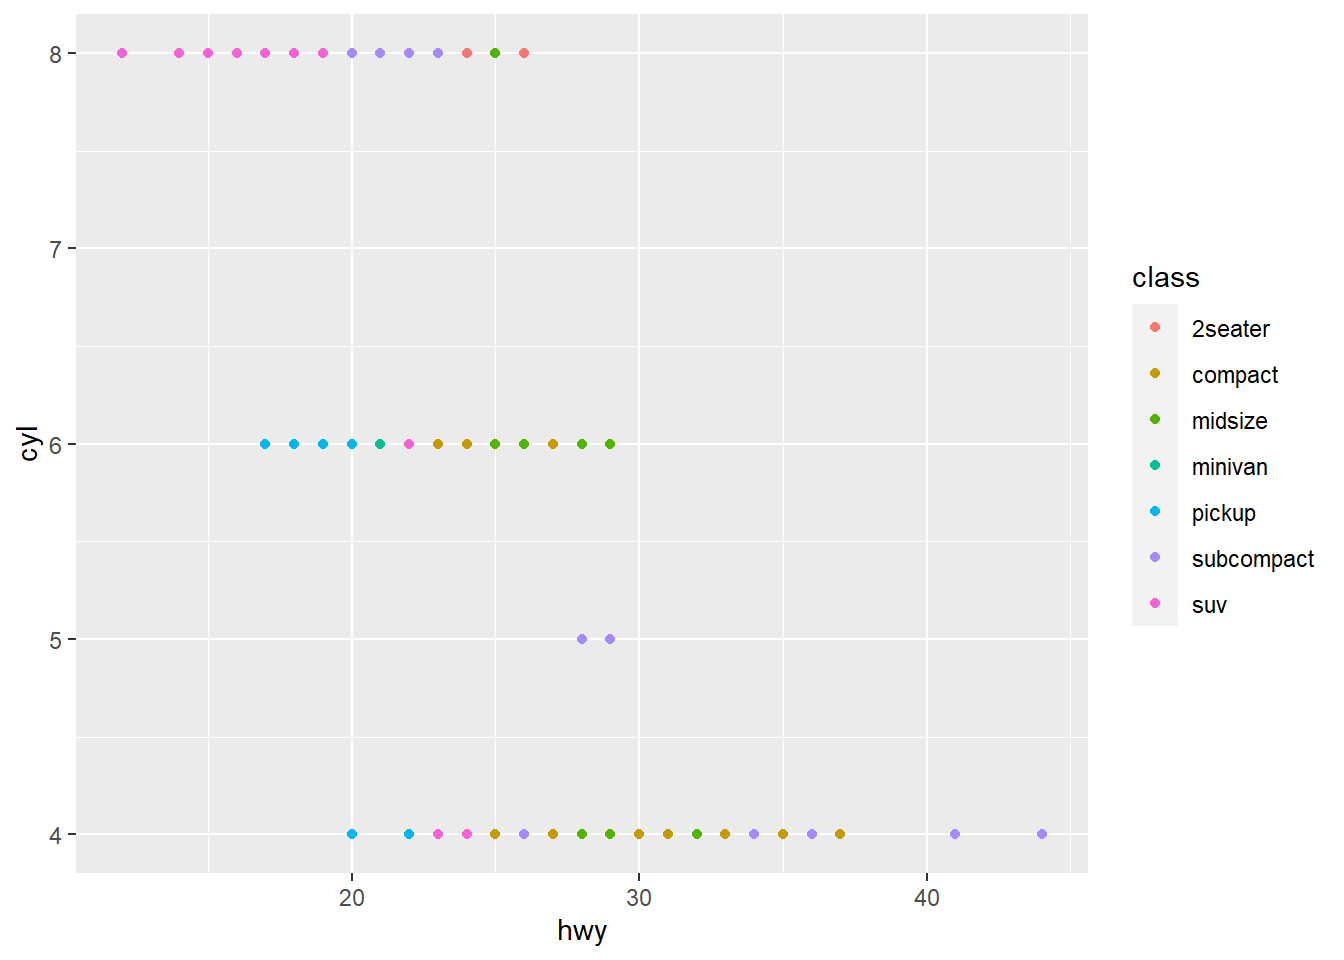 8
7
6
5
4
cyl
20 30 40
hwy
class
2seater
compact
midsize
minivan
pickup
subcompact
suv